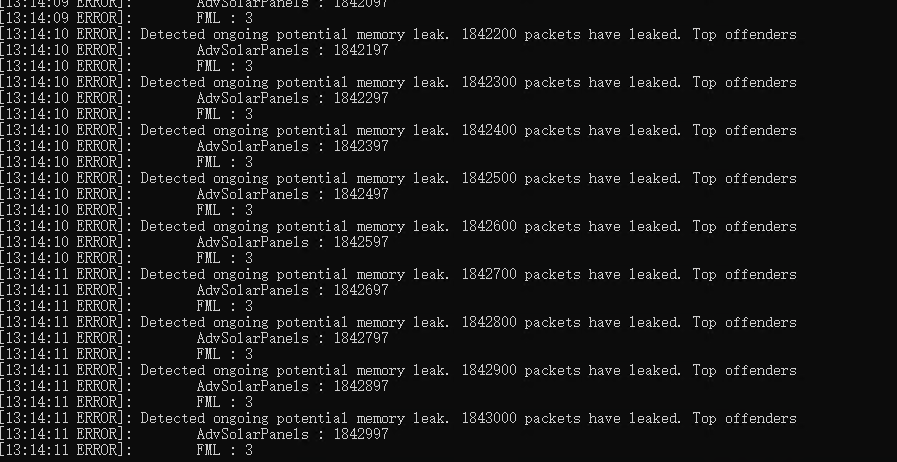 [13:14:09 ERROR]: AdvSolarPanels : 1842097
[13:14:09 ERROR]: FML : 3
[13:14:10 ERROR]: Detected ongoing potential memory leak. 1842200 packets have leaked. Top offenders
[13:14:10 ERROR]: AdvSolarPanels : 1842197
[13:14:10 ERROR]: FML : 3
[13:14:10 ERROR]: Detected ongoing potential memory leak. 1842300 packets have leaked. Top offenders
[13:14:10 ERROR]: AdvSolarPanels : 1842297
[13:14:10 ERROR]: FML : 3
[13:14:10 ERROR]: Detected ongoing potential memory leak. 1842400 packets have leaked. Top offenders
[13:14:10 ERROR]: AdvSolarPanels : 1842397
[13:14:10 ERROR]: FML : 3
[13:14:10 ERROR]: Detected ongoing potential memory leak. 1842500 packets have leaked. Top offenders
[13:14:10 ERROR]: AdvSolarPanels : 1842497
[13:14:10 ERROR]: FML : 3
[13:14:10 ERROR]: Detected ongoing potential memory leak. 1842600 packets have leaked. Top offenders
[13:14:10 ERROR]: AdvSolarPanels : 1842597
[13:14:10 ERROR]: FML : 3
[13:14:11 ERROR]: Detected ongoing potential memory leak. 1842700 packets have leaked. Top offenders
[13:14:11 ERROR]: AdvSolarPanels : 1842697
[13:14:11 ERROR]: FML : 3
[13:14:11 ERROR]: Detected ongoing potential memory leak. 1842800 packets have leaked. Top offenders
[13:14:11 ERROR]: AdvSolarPanels : 1842797
[13:14:11 ERROR]: FML : 3
[13:14:11 ERROR]: Detected ongoing potential memory leak. 1842900 packets have leaked. Top offenders
[13:14:11 ERROR]: AdvSolarPanels : 1842897
[13:14:11 ERROR]: FML : 3
[13:14:11 ERROR]: Detected ongoing potential memory leak. 1843000 packets have leaked. Top offenders
[13:14:11 ERROR]: AdvSolarPanels : 1842997
[13:14:11 ERROR]: FML : 3